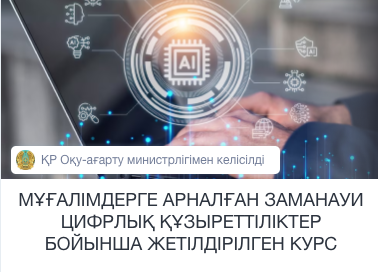 AI
ҚР Оқу-ағарту министрлігімен келісілді
МҰҒАЛІМДЕРГЕ АРНАЛҒАН ЗАМАНАУИ
ЦИФРЛЫҚ ҚҰЗЫРЕТТІЛІКТЕР
БОЙЫНША ЖЕТІЛДІРІЛГЕН КУРС